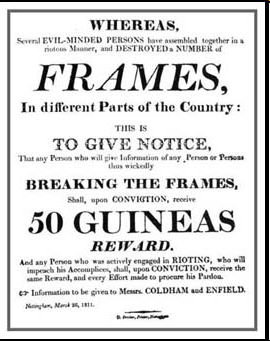 WHEREAS,
Several EVIL-MINDED PERSONS have assembled together in a
riotous Manner, and DESTROYED a NUMBER of
FRAMES,
In different Parts of the Country:
THIS IS
TO GIVE NOTICE,
That any Person who will give Information of any Person or Persons
thus wickedly
BREAKING THE FRAMES,
Shall, upon CONVICTION, receive
50 GUINEAS
REWARD.
And any Person who was actively engaged in RIOTING, who will
impeach his Accomplices, shall, upon CONVICTION, receive the
same Reward, and every Effort made to procure his Pardon.
☞ Information to be given to Messrs. COLDHAM and ENFIELD.
Nottingham, March 26, 1811.